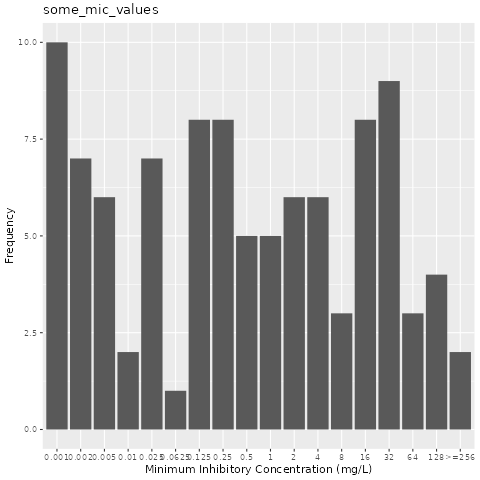 some_mic_values
10.0
7.5
5.0
2.5
0.0
Frequency
0.001 0.002 0.005 0.01 0.025 0.0625 0.125 0.25 0.5 1 2 4 8 16 32 64 128 >=256
Minimum Inhibitory Concentration (mg/L)